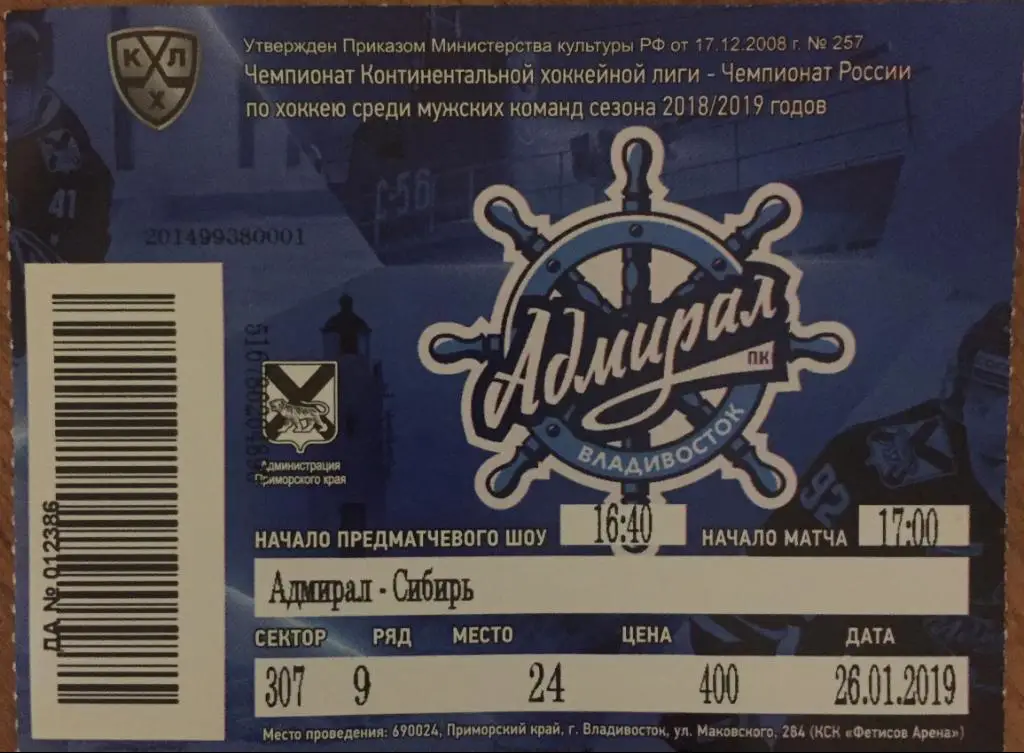 КХЛ
Утвержден Приказом Министерства культуры РФ от 17.12.2008 г. № 257
Чемпионат Континентальной хоккейной лиги - Чемпионат России
по хоккею среди мужских команд сезона 2018/2019 годов
41
С-56
201499380001
Адмирал
ПК
ВЛАДИВОСТОК
Администрация
Приморского края
92
ДА № 012386
НАЧАЛО ПРЕДМАТЧЕВОГО ШОУ 16:40 НАЧАЛО МАТЧА 17:00
Адмирал - Сибирь
СЕКТОР РЯД МЕСТО ЦЕНА ДАТА
307 9 24 400 26.01.2019
Место проведения: 690024, Приморский край, г. Владивосток, ул. Маковского, 284 (КСК «Фетисов Арена»)